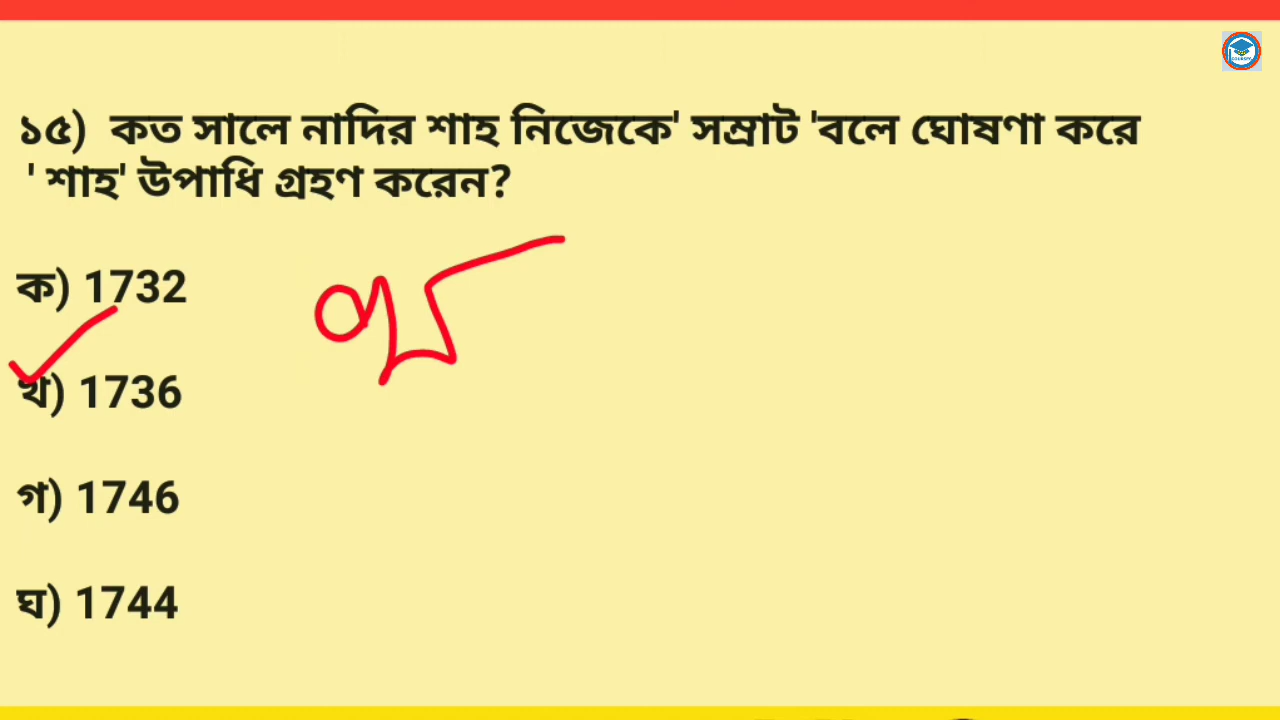 ১৫) কত সালে নাদির শাহ নিজেকে' সম্রাট 'বলে ঘোষণা করে
' শাহ' উপাধি গ্রহণ করেন?
ক) 1732
খ) 1736
গ) 1746
ঘ) 1744